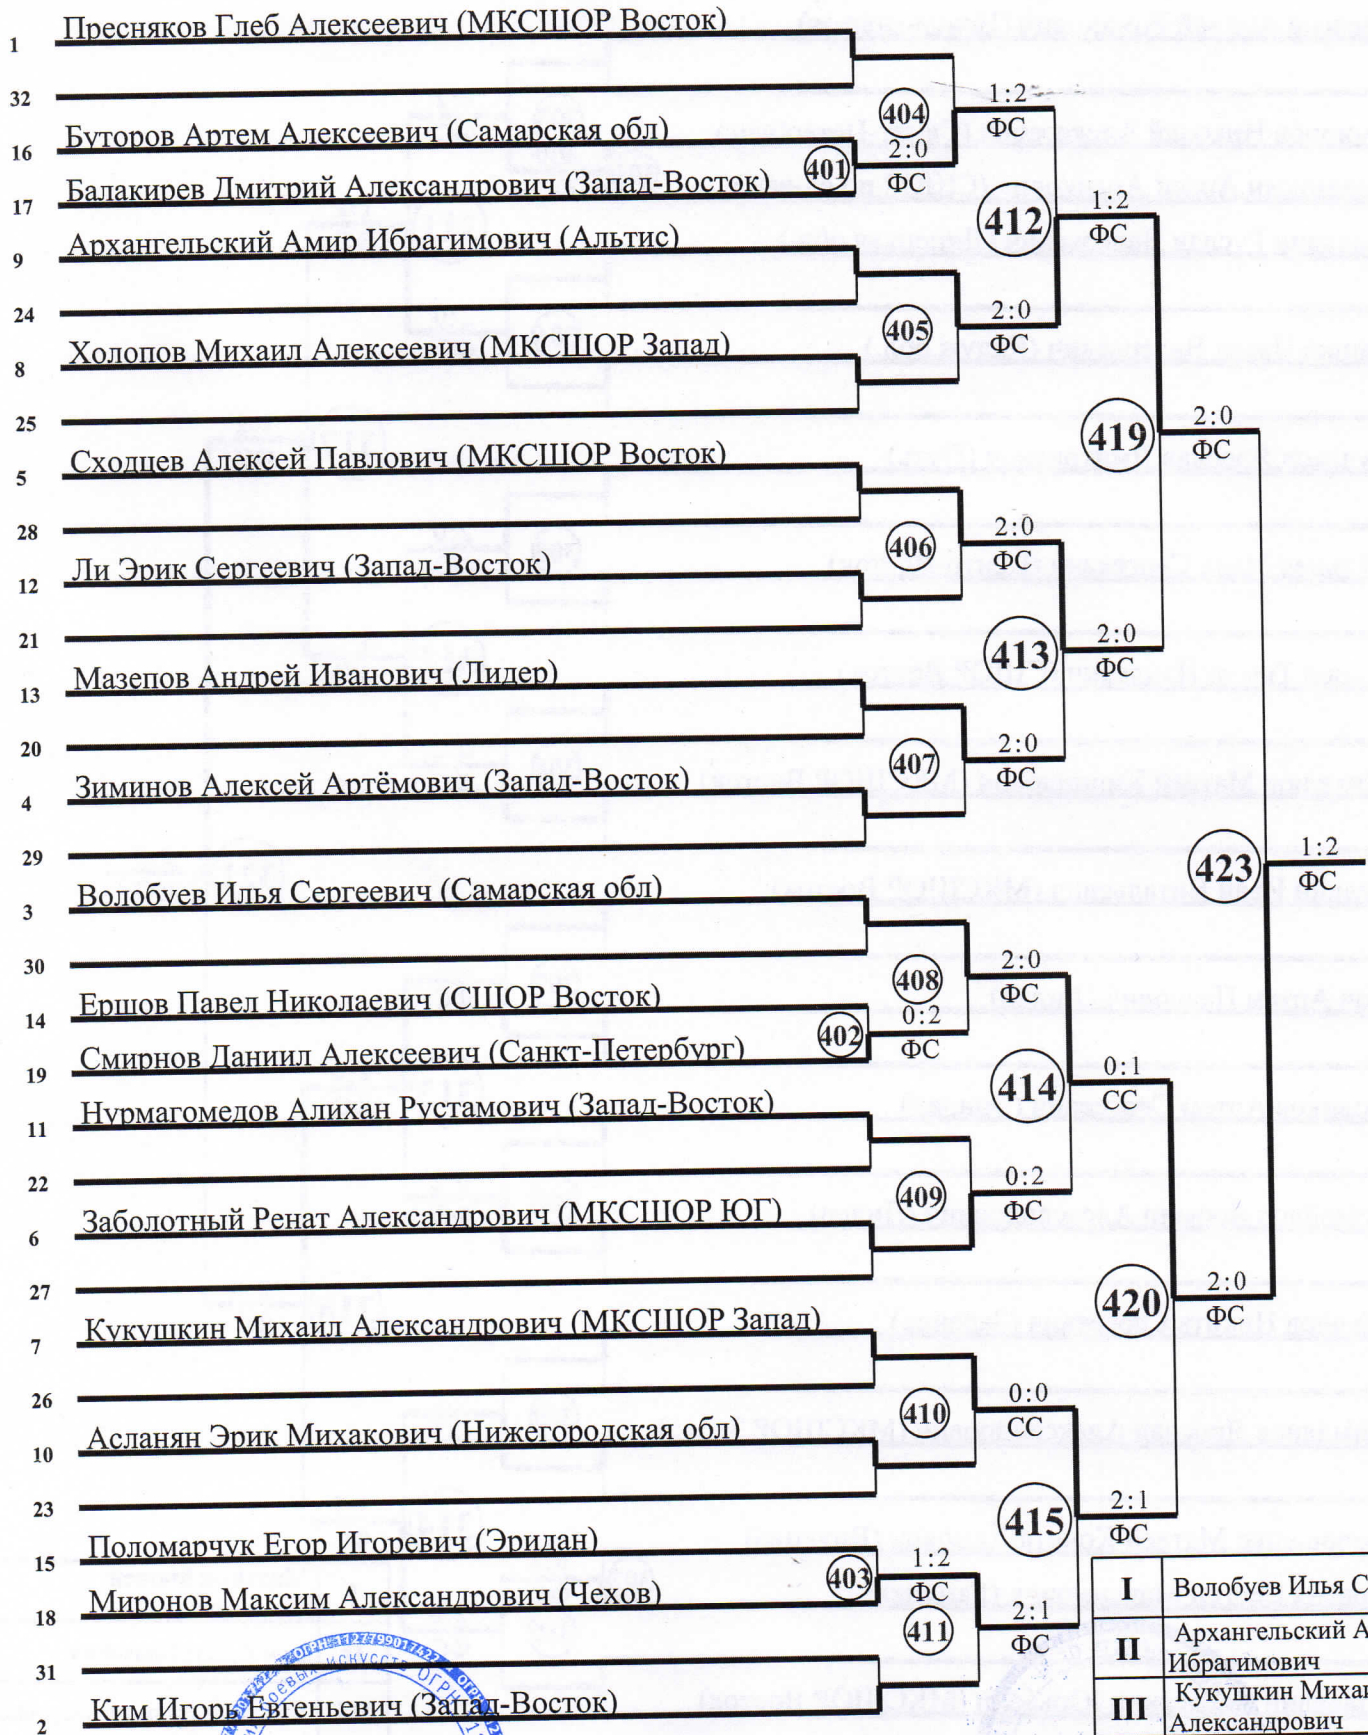 1 Пресняков Глеб Алексеевич (МКСШОР Восток)
32
404 1:2 ФС
16 Буторов Артем Алексеевич (Самарская обл)
401 2:0 ФС
17 Балакирев Дмитрий Александрович (Запад-Восток)
412 1:2 ФС
9 Архангельский Амир Ибрагимович (Альтис)
24
405 2:0 ФС
8 Холопов Михаил Алексеевич (МКСШОР Запад)
25
419 2:0 ФС
5 Сходцев Алексей Павлович (МКСШОР Восток)
28
406 2:0 ФС
12 Ли Эрик Сергеевич (Запад-Восток)
21
413 2:0 ФС
13 Мазепов Андрей Иванович (Лидер)
20
407 2:0 ФС
4 Зиминов Алексей Артёмович (Запад-Восток)
29
423 1:2 ФС
3 Волобуев Илья Сергеевич (Самарская обл)
30
408 2:0 ФС
14 Ершов Павел Николаевич (СШОР Восток)
402 0:2 ФС
19 Смирнов Даниил Алексеевич (Санкт-Петербург)
414 0:1 СС
11 Нурмагомедов Алихан Рустамович (Запад-Восток)
22
409 0:2 ФС
6 Заболотный Ренат Александрович (МКСШОР ЮГ)
27
420 2:0 ФС
7 Кукушкин Михаил Александрович (МКСШОР Запад)
26
410 0:0 СС
10 Асланян Эрик Михакович (Нижегородская обл)
23
415 2:1 ФС
15 Поломарчук Егор Игоревич (Эридан)
403 1:2 ФС
18 Миронов Максим Александрович (Чехов)
411 2:1 ФС
31
2 Ким Игорь Евгеньевич (Запад-Восток)
I Волобуев Илья С
II Архангельский А
Ибрагимович
III Кукушкин Миха
Александрович